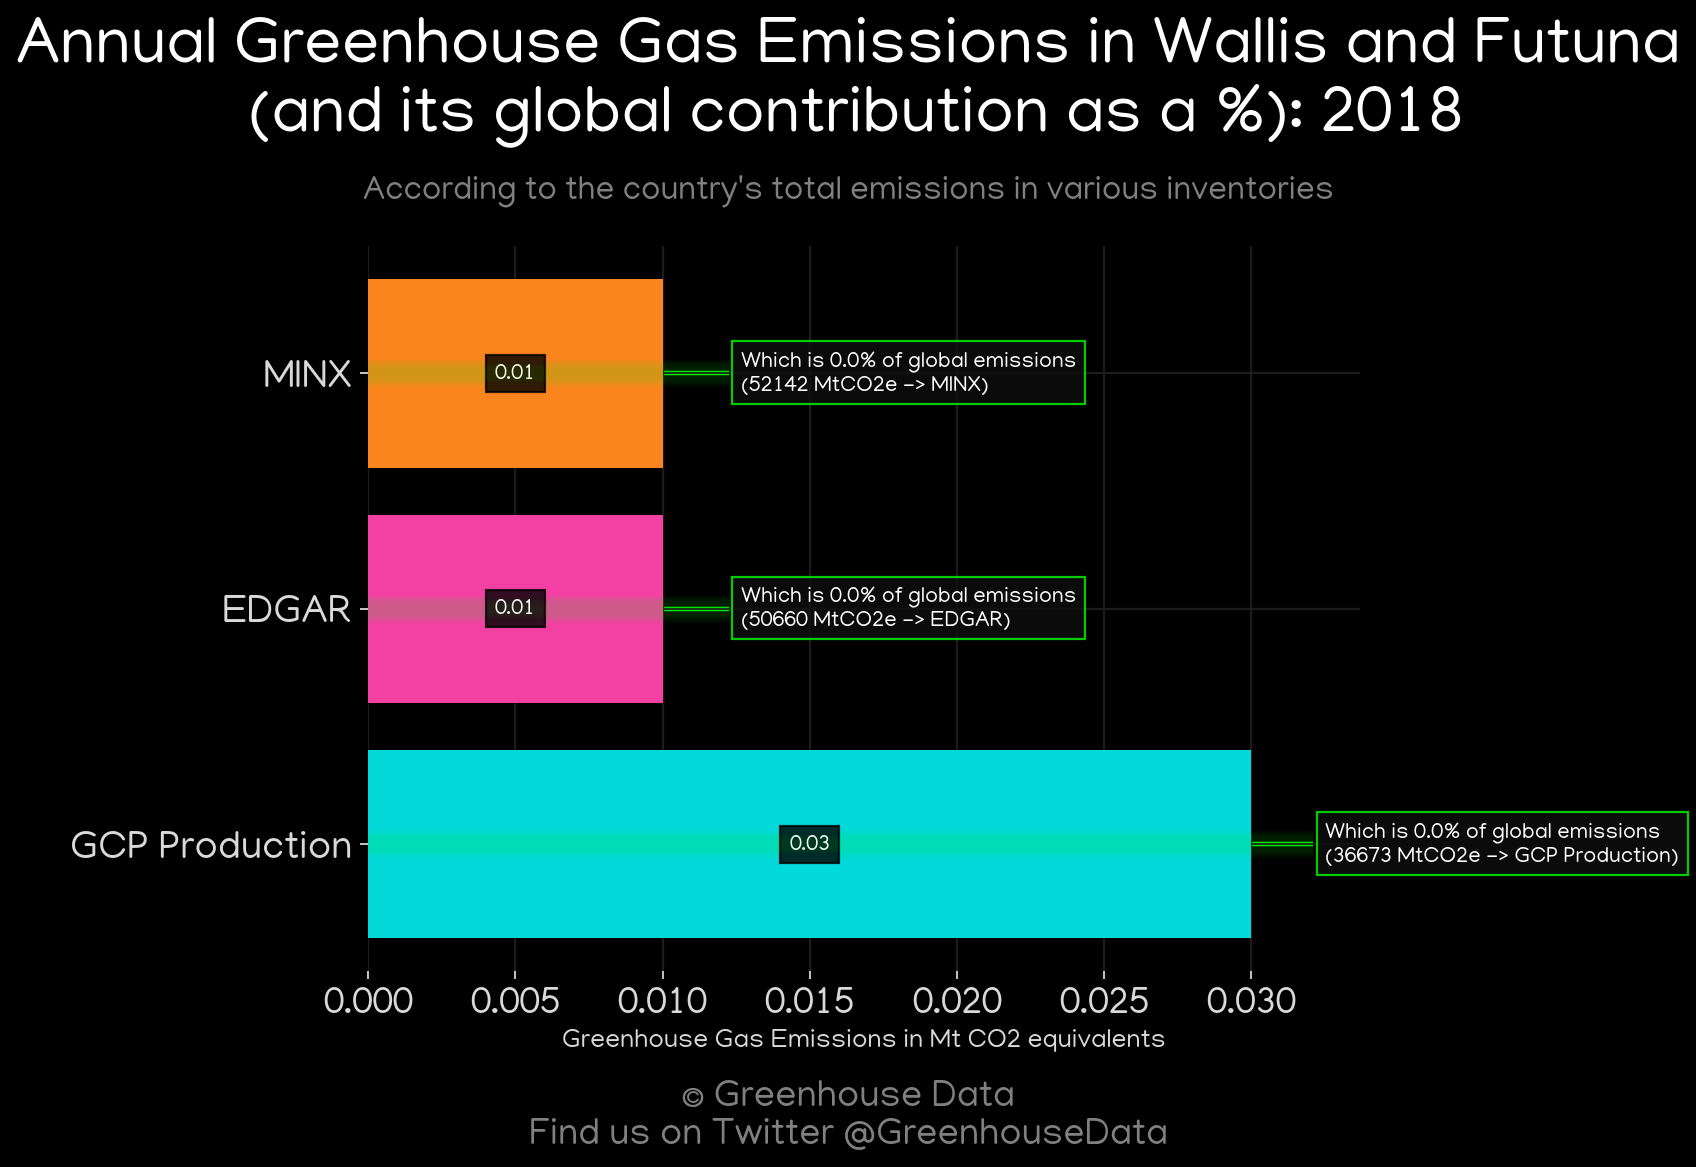 Annual Greenhouse Gas Emissions in Wallis and Futuna
(and its global contribution as a %): 2018
According to the country's total emissions in various inventories
MINX
0.01
Which is 0.0% of global emissions
(52142 MtCO2e -> MINX)
EDGAR
0.01
Which is 0.0% of global emissions
(50660 MtCO2e -> EDGAR)
GCP Production
0.03
Which is 0.0% of global emissions
(36673 MtCO2e -> GCP Production)
0.000 0.005 0.010 0.015 0.020 0.025 0.030
Greenhouse Gas Emissions in Mt CO2 equivalents
© Greenhouse Data
Find us on Twitter @GreenhouseData